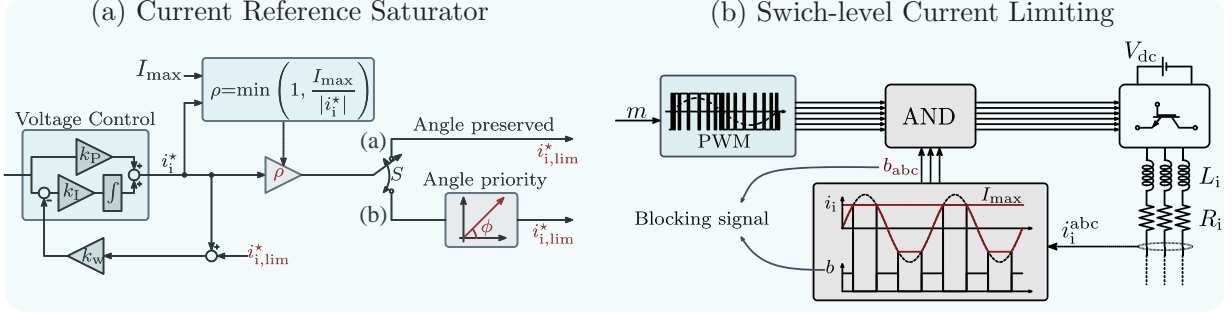 (a) Current Reference Saturator
I_max
ρ=min (1, I_max / |i_i^⋆|)
Voltage Control
k_P
k_I
∫
+
+
-
i_i^⋆
ρ
(a)
S
(b)
Angle preserved
i_i,lim^⋆
Angle priority
ϕ
i_i,lim^⋆
k_w
+
-
i_i,lim^⋆
(b) Swich-level Current Limiting
m
PWM
AND
V_dc
b_abc
Blocking signal
i_i
I_max
b
i_i^abc
L_i
R_i